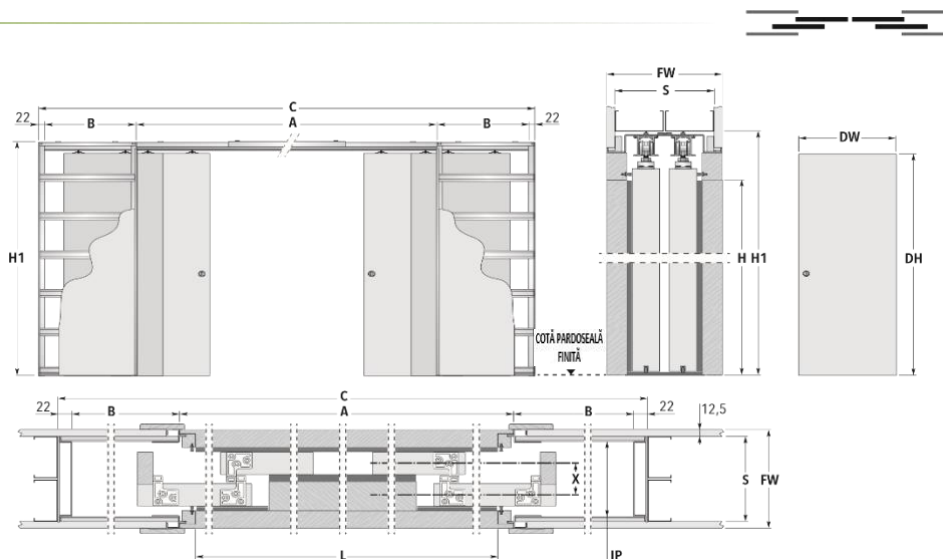 C
FW
22 B A B 22
S
DW
H1
H H1
DH
COTĂ PARDOSEALĂ
FINITĂ
C
22 B A B 22
12,5
X
S FW
L
IP